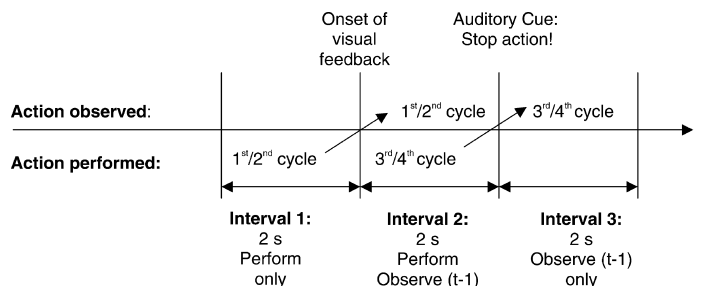 Onset of
visual
feedback
Auditory Cue:
Stop action!
Action observed:
1st/2nd cycle
3rd/4th cycle
Action performed:
1st/2nd cycle
3rd/4th cycle
Interval 1:
2 s
Perform
only
Interval 2:
2 s
Perform
Observe (t-1)
Interval 3:
2 s
Observe (t-1)
only